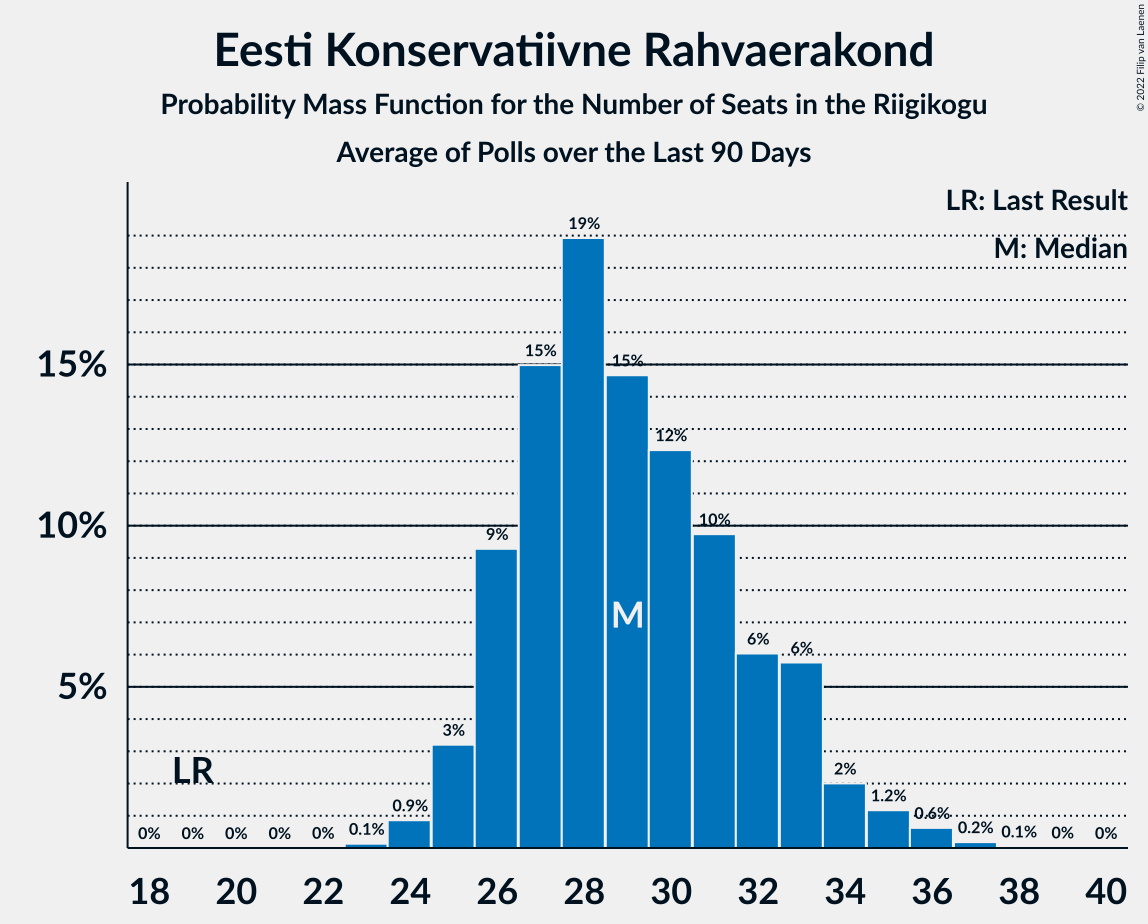 Eesti Konservatiivne Rahvaerakond
Probability Mass Function for the Number of Seats in the Riigikogu
Average of Polls over the Last 90 Days
© 2022 Filip van Laenen
LR: Last Result
M: Median
19%
15%
15%
15%
12%
10%
10%
9%
M
6%
6%
5%
3%
LR
2%
1.2%
0.9%
0.6%
0% 0% 0% 0% 0% 0.1% 0.2% 0.1% 0% 0%
18 20 22 24 26 28 30 32 34 36 38 40